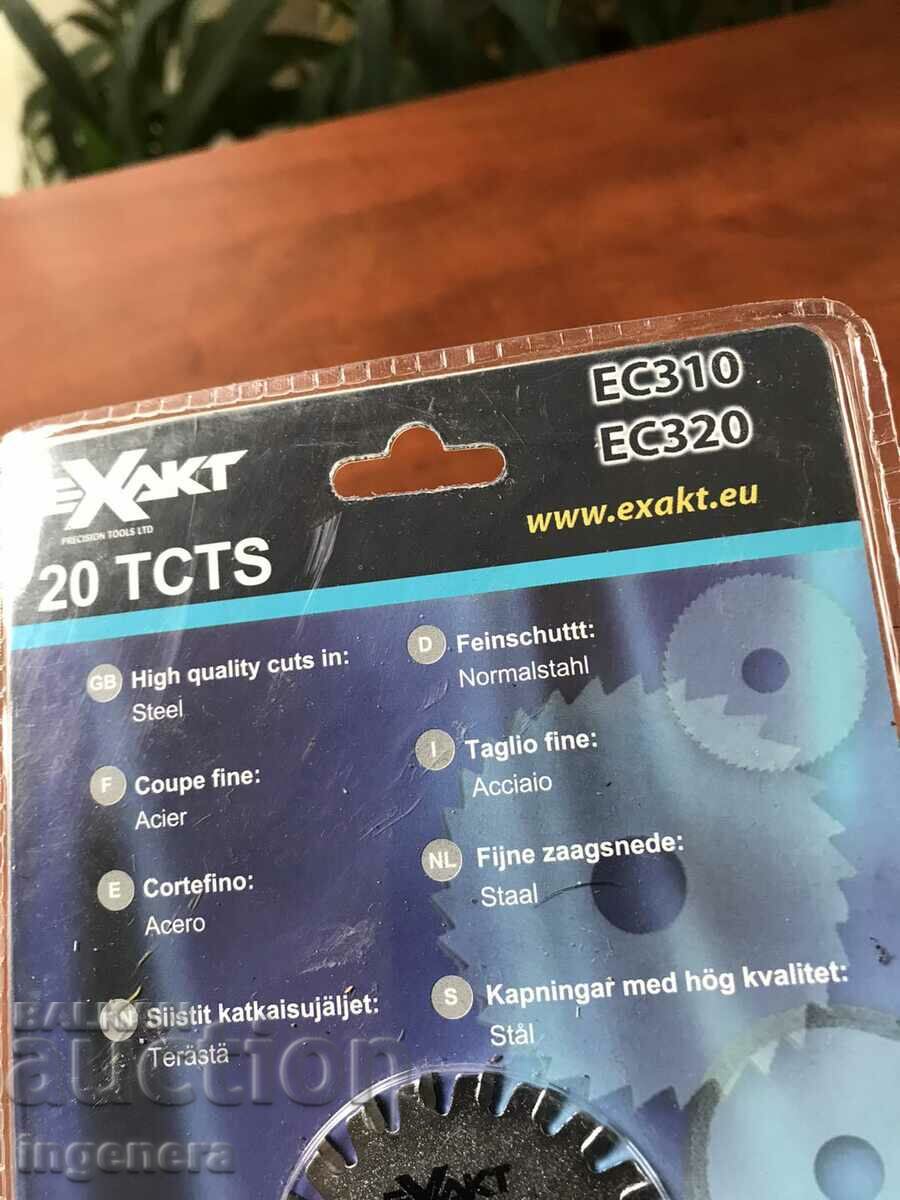 EC310
EC320
EXAKT
PRECISION TOOLS LTD
www.exakt.eu
20 TCTS
GB High quality cuts in:
Steel
D Feinschuttt:
Normalstahl
F Coupe fine:
Acier
I Taglio fine:
Acciaio
E Cortefino:
Acero
NL Fijne zaagsnede:
Staal
FN Siistit katkaisujäljet:
Terästä
S Kapningar med hög kvalitet:
Stål
EXAKT
BALKAN
auction
ingenera